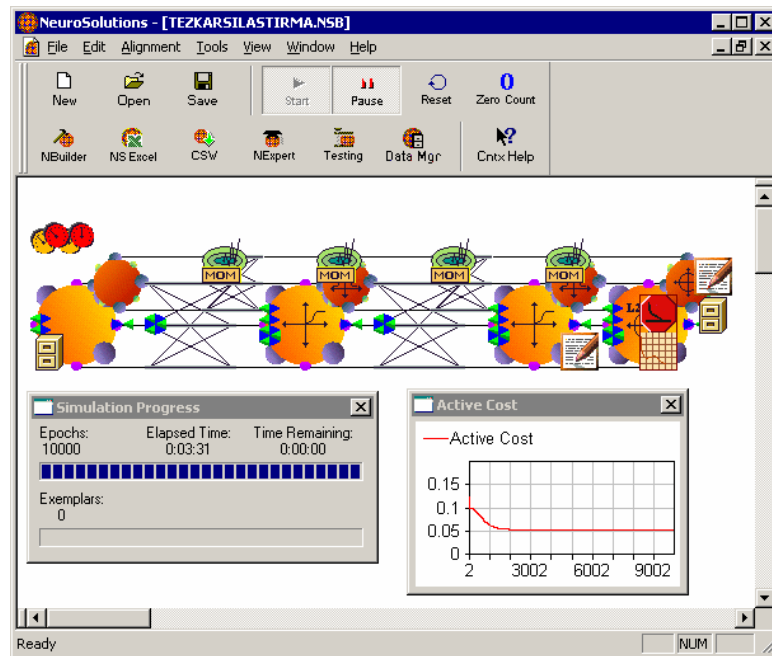 NeuroSolutions - [TEZKARSILASTIRMA.NSB]
File Edit Alignment Tools View Window Help
New Open Save Start Pause Reset Zero Count
NBuilder NS Excel CSV NExpert Testing Data Mgr Cntx Help
MOM MOM MOM MOM
Simulation Progress
Epochs: Elapsed Time: Time Remaining:
10000 0:03:31 0:00:00
Exemplars:
0
Active Cost
Active Cost
0.15
0.1
0.05
0
2 3002 6002 9002
Ready NUM